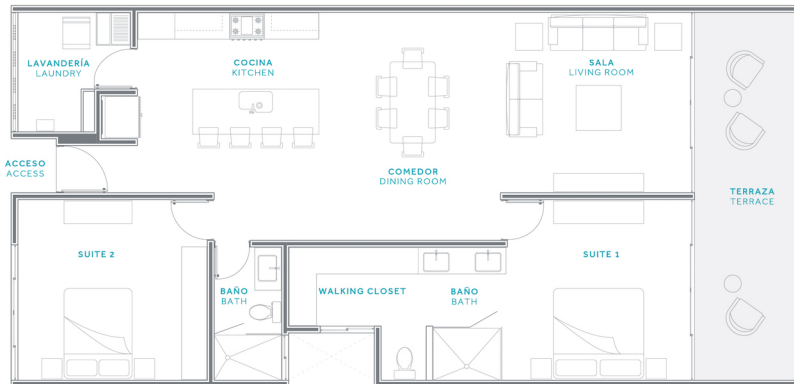 LAVANDERÍA
LAUNDRY
COCINA
KITCHEN
SALA
LIVING ROOM
ACCESO
ACCESS
COMEDOR
DINING ROOM
TERRAZA
TERRACE
SUITE 2
SUITE 1
BAÑO
BATH
WALKING CLOSET
BAÑO
BATH